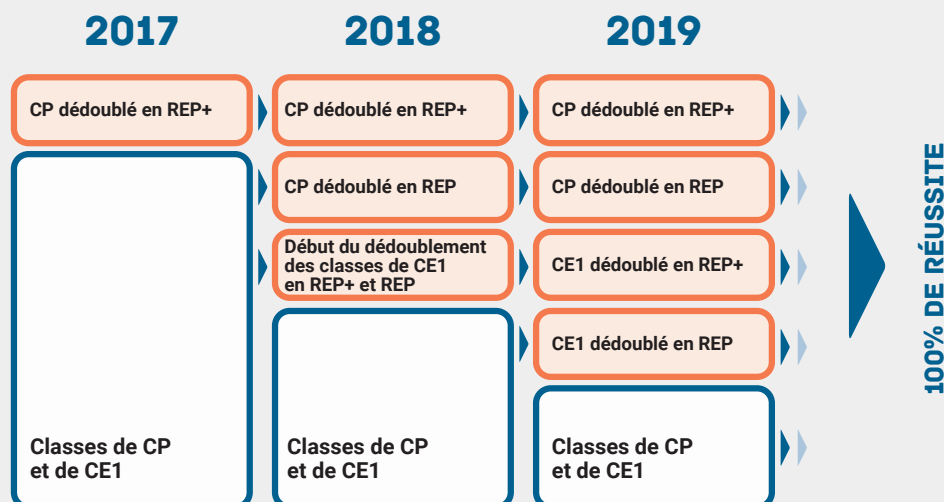 2017
2018
2019
CP dédoublé en REP+
CP dédoublé en REP+
CP dédoublé en REP+
CP dédoublé en REP
CP dédoublé en REP
Début du dédoublement
des classes de CE1
en REP+ et REP
CE1 dédoublé en REP+
CE1 dédoublé en REP
Classes de CP
et de CE1
Classes de CP
et de CE1
Classes de CP
et de CE1
100% DE RÉUSSITE